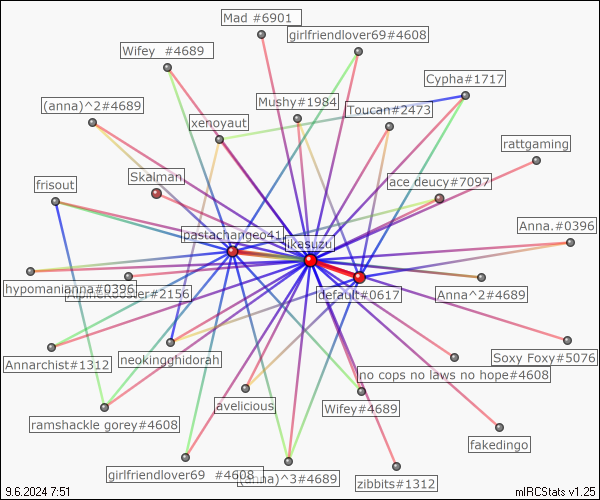 Mad #6901
girlfriendlover69#4608
Wifey #4689
Cypha#1717
(anna)^2#4689
Mushy#1984
Toucan#2473
xenoyaut
rattgaming
Skalman
ace deucy#7097
frisout
Anna.#0396
pastachangeo41
ikasuzu
hypomanianna#0396
#2156
default#0617
Anna^2#4689
Annarchist#1312
neokingghidorah
Soxy Foxy#5076
no cops no laws no hope#4608
avelicious
Wifey#4689
ramshackle gorey#4608
fakedingo
girlfriendlover69 #4608
(anna)^3#4689
zibbits#1312
9.6.2024 7:51
mIRCStats v1.25